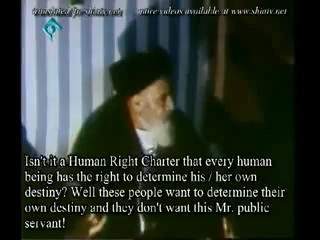 more videos available at www.shiatv.net
Isn't it a Human Right Charter that every human
being has the right to determine his / her own
destiny? Well these people want to determine their
own destiny and they don't want this Mr. public
servant!